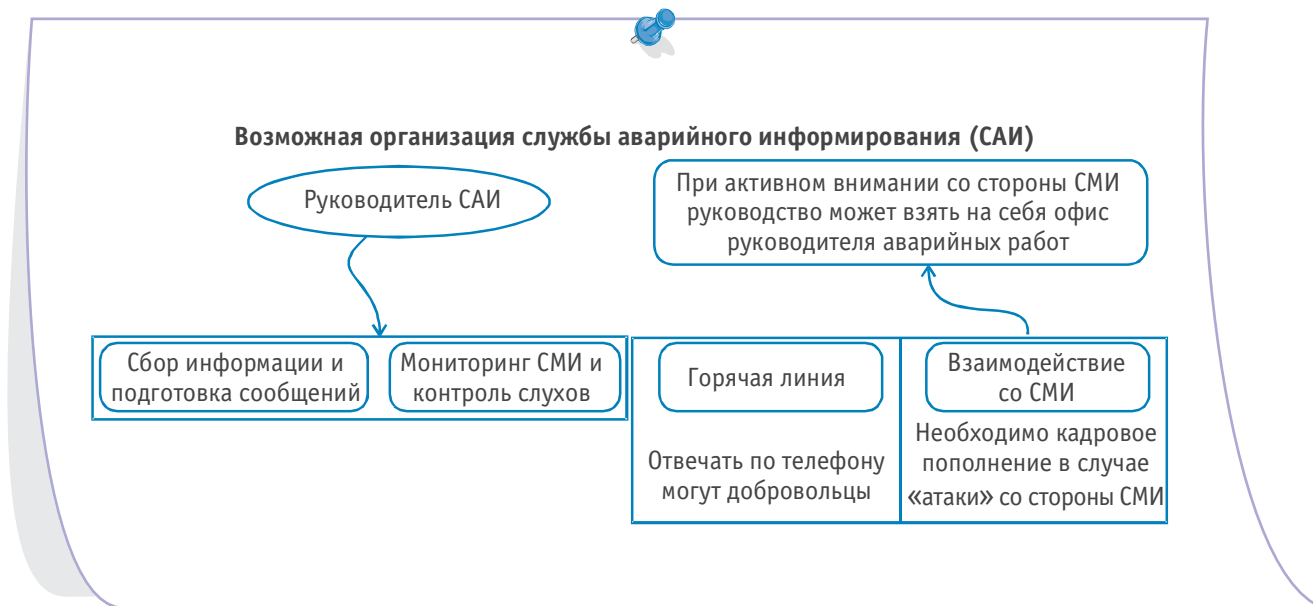 Возможная организация службы аварийного информирования (САИ)
Руководитель САИ
При активном внимании со стороны СМИ
руководство может взять на себя офис
руководителя аварийных работ
Сбор информации и
подготовка сообщений
Мониторинг СМИ и
контроль слухов
Горячая линия
Отвечать по телефону
могут добровольцы
Взаимодействие
со СМИ
Необходимо кадровое
пополнение в случае
«атаки» со стороны СМИ